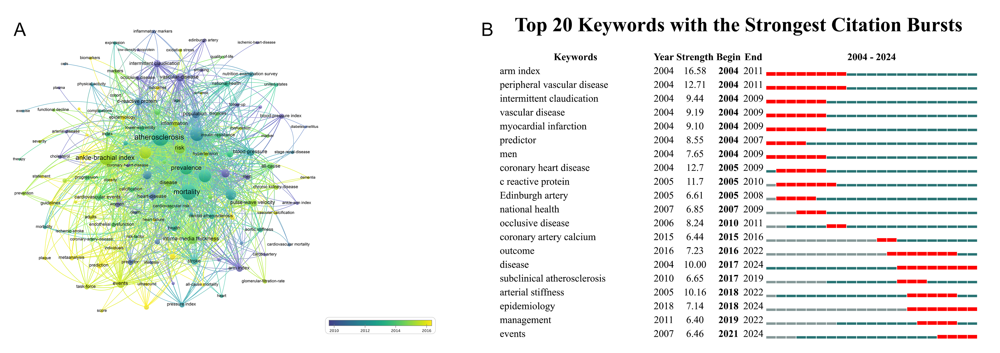 A
inflammatory markers
edinburgh artery
ischemic-heart-disease
expression
low-density-lipoprotein
oxidative stress
biomarkers
quality-of-life
cells
intermittent claudication
markers
smoking
nutrition examination survey
occlusive disease
vascular-disease
physical-activity
national-health
united-states
plasma
outcomes
cohort
ischemia
c-reactive protein
age
follow-up
exercise
functional decline
complications
population
diagnosis
blood-pressure index
epidemiology
inflammation
lower-extremity
dysfunction
diabetes-mellitus
arterial-disease
index
atherosclerosis
insulin-resistance
marker
severity
risk
blood-pressure
stage renal-disease
hypertension
therapy
cholesterol
ankle-brachial index
coronary heart-disease
prevalence
all-cause
statement
progression
obesity
disease
men
dementia
prevention
calcification
mortality
chronic kidney-disease
guidelines
cardiovascular events
heart-disease
women
pulse-wave velocity
ankle-arm index
cardiovascular risk
death
carotid atherosclerosis
vascular calcification
adults
heart-failure
morbidity
endothelial dysfunction
health
aortic stiffness
ischemic-stroke
risk-factor
coronary-artery-disease
intima-media thickness
cardiovascular mortality
individuals
carotid-artery
plaque
metaanalysis
predictor
stenosis
stroke
prediction
arm index
glomerular-filtration-rate
task-force
events
ultrasound
all-cause mortality
heart
pressure index
score
2010 2012 2014 2016
B
Top 20 Keywords with the Strongest Citation Bursts
Keywords Year Strength Begin End 2004 - 2024
arm index 2004 16.58 2004 2011
peripheral vascular disease 2004 12.71 2004 2011
intermittent claudication 2004 9.44 2004 2009
vascular disease 2004 9.19 2004 2009
myocardial infarction 2004 9.10 2004 2009
predictor 2004 8.55 2004 2007
men 2004 7.65 2004 2009
coronary heart disease 2004 12.7 2005 2009
c reactive protein 2005 11.7 2005 2010
Edinburgh artery 2005 6.61 2005 2008
national health 2007 6.85 2007 2009
occlusive disease 2006 8.24 2010 2011
coronary artery calcium 2015 6.44 2015 2016
outcome 2016 7.23 2016 2022
disease 2004 10.00 2017 2024
subclinical atherosclerosis 2010 6.65 2017 2019
arterial stiffness 2005 10.16 2018 2022
epidemiology 2018 7.14 2018 2024
management 2011 6.40 2019 2022
events 2007 6.46 2021 2024